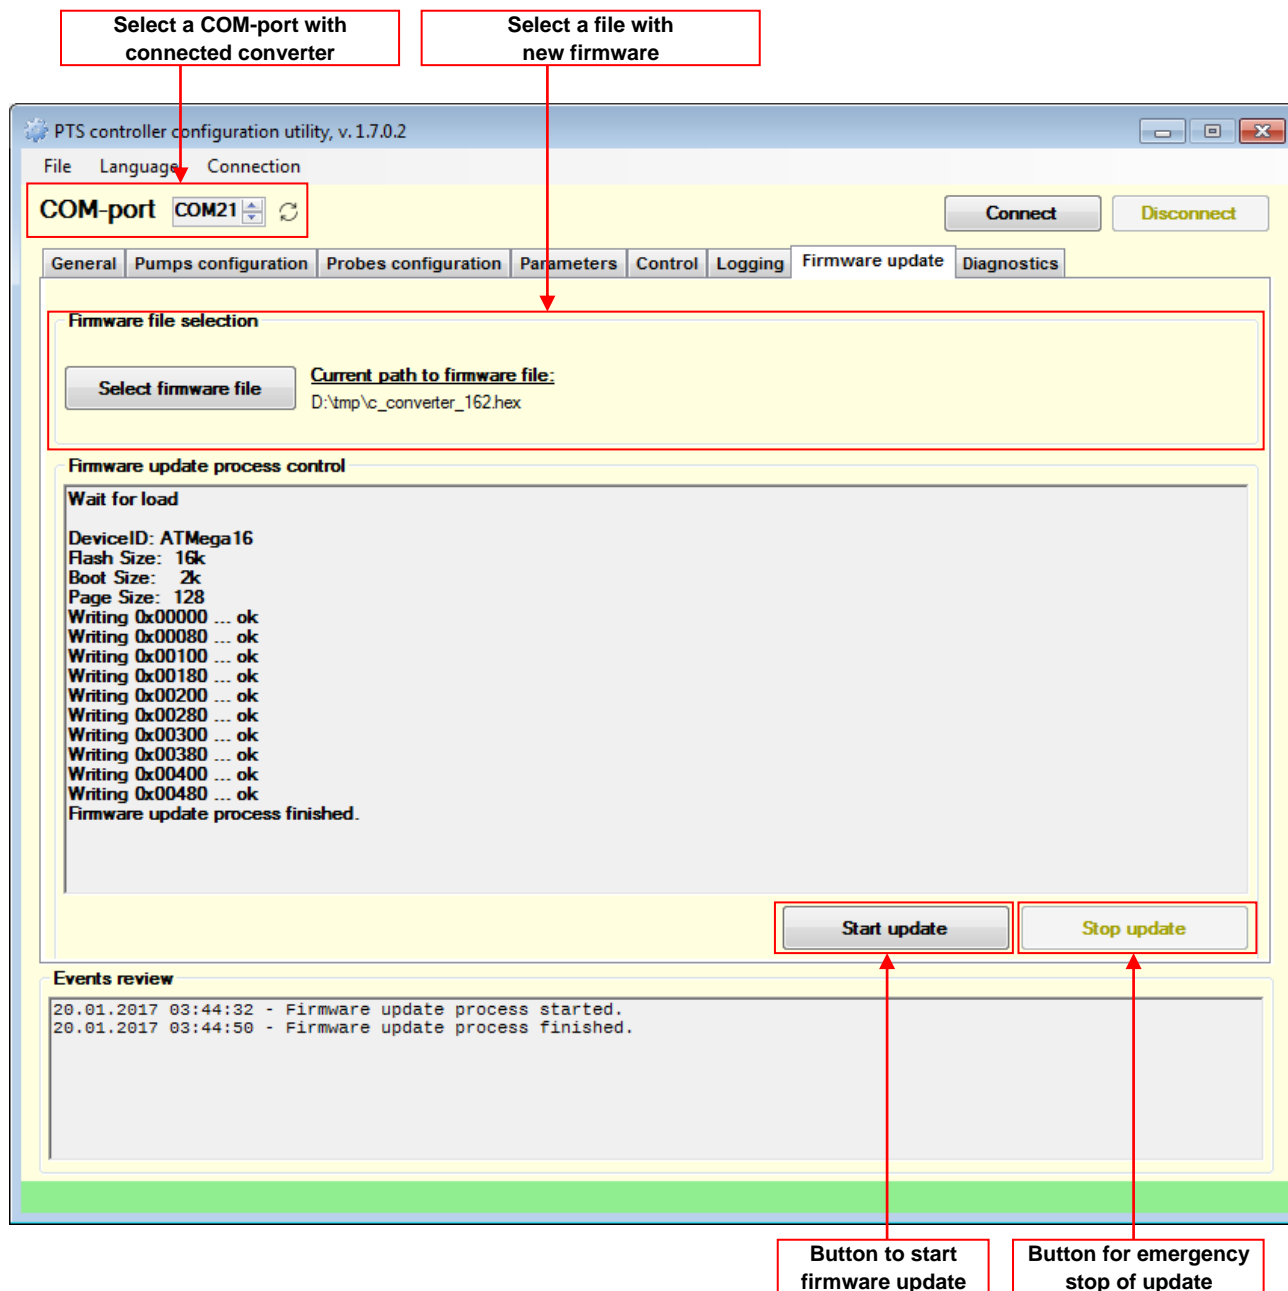 Select a COM-port with
connected converter
Select a file with
new firmware
PTS controller configuration utility, v. 1.7.0.2
File Language Connection
COM-port COM21 Connect Disconnect
General Pumps configuration Probes configuration Parameters Control Logging Firmware update Diagnostics
Firmware file selection
Select firmware file
Current path to firmware file:
D:\tmp\c_converter_162.hex
Firmware update process control
Wait for load
DeviceID: ATMega16
Flash Size: 16k
Boot Size: 2k
Page Size: 128
Writing 0x00000 ... ok
Writing 0x00080 ... ok
Writing 0x00100 ... ok
Writing 0x00180 ... ok
Writing 0x00200 ... ok
Writing 0x00280 ... ok
Writing 0x00300 ... ok
Writing 0x00380 ... ok
Writing 0x00400 ... ok
Writing 0x00480 ... ok
Firmware update process finished.
Start update Stop update
Events review
20.01.2017 03:44:32 - Firmware update process started.
20.01.2017 03:44:50 - Firmware update process finished.
Button to start
firmware update
Button for emergency
stop of update